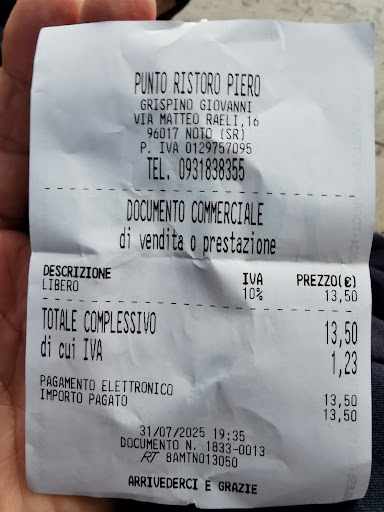 PUNTO RISTORO PIERO
GRISPINO GIOVANNI
VIA MATTEO RAELI,16
96017 NOTO (SR)
P. IVA 0129757095
TEL. 0931838355
DOCUMENTO COMMERCIALE
di vendita o prestazione
DESCRIZIONE IVA PREZZO(€)
LIBERO 10% 13,50
TOTALE COMPLESSIVO 13,50
di cui IVA 1,23
PAGAMENTO ELETTRONICO 13,50
IMPORTO PAGATO 13,50
31/07/2025 19:35
DOCUMENTO N. 1833-0013
RT 8AMTN013050
ARRIVEDERCI E GRAZIE